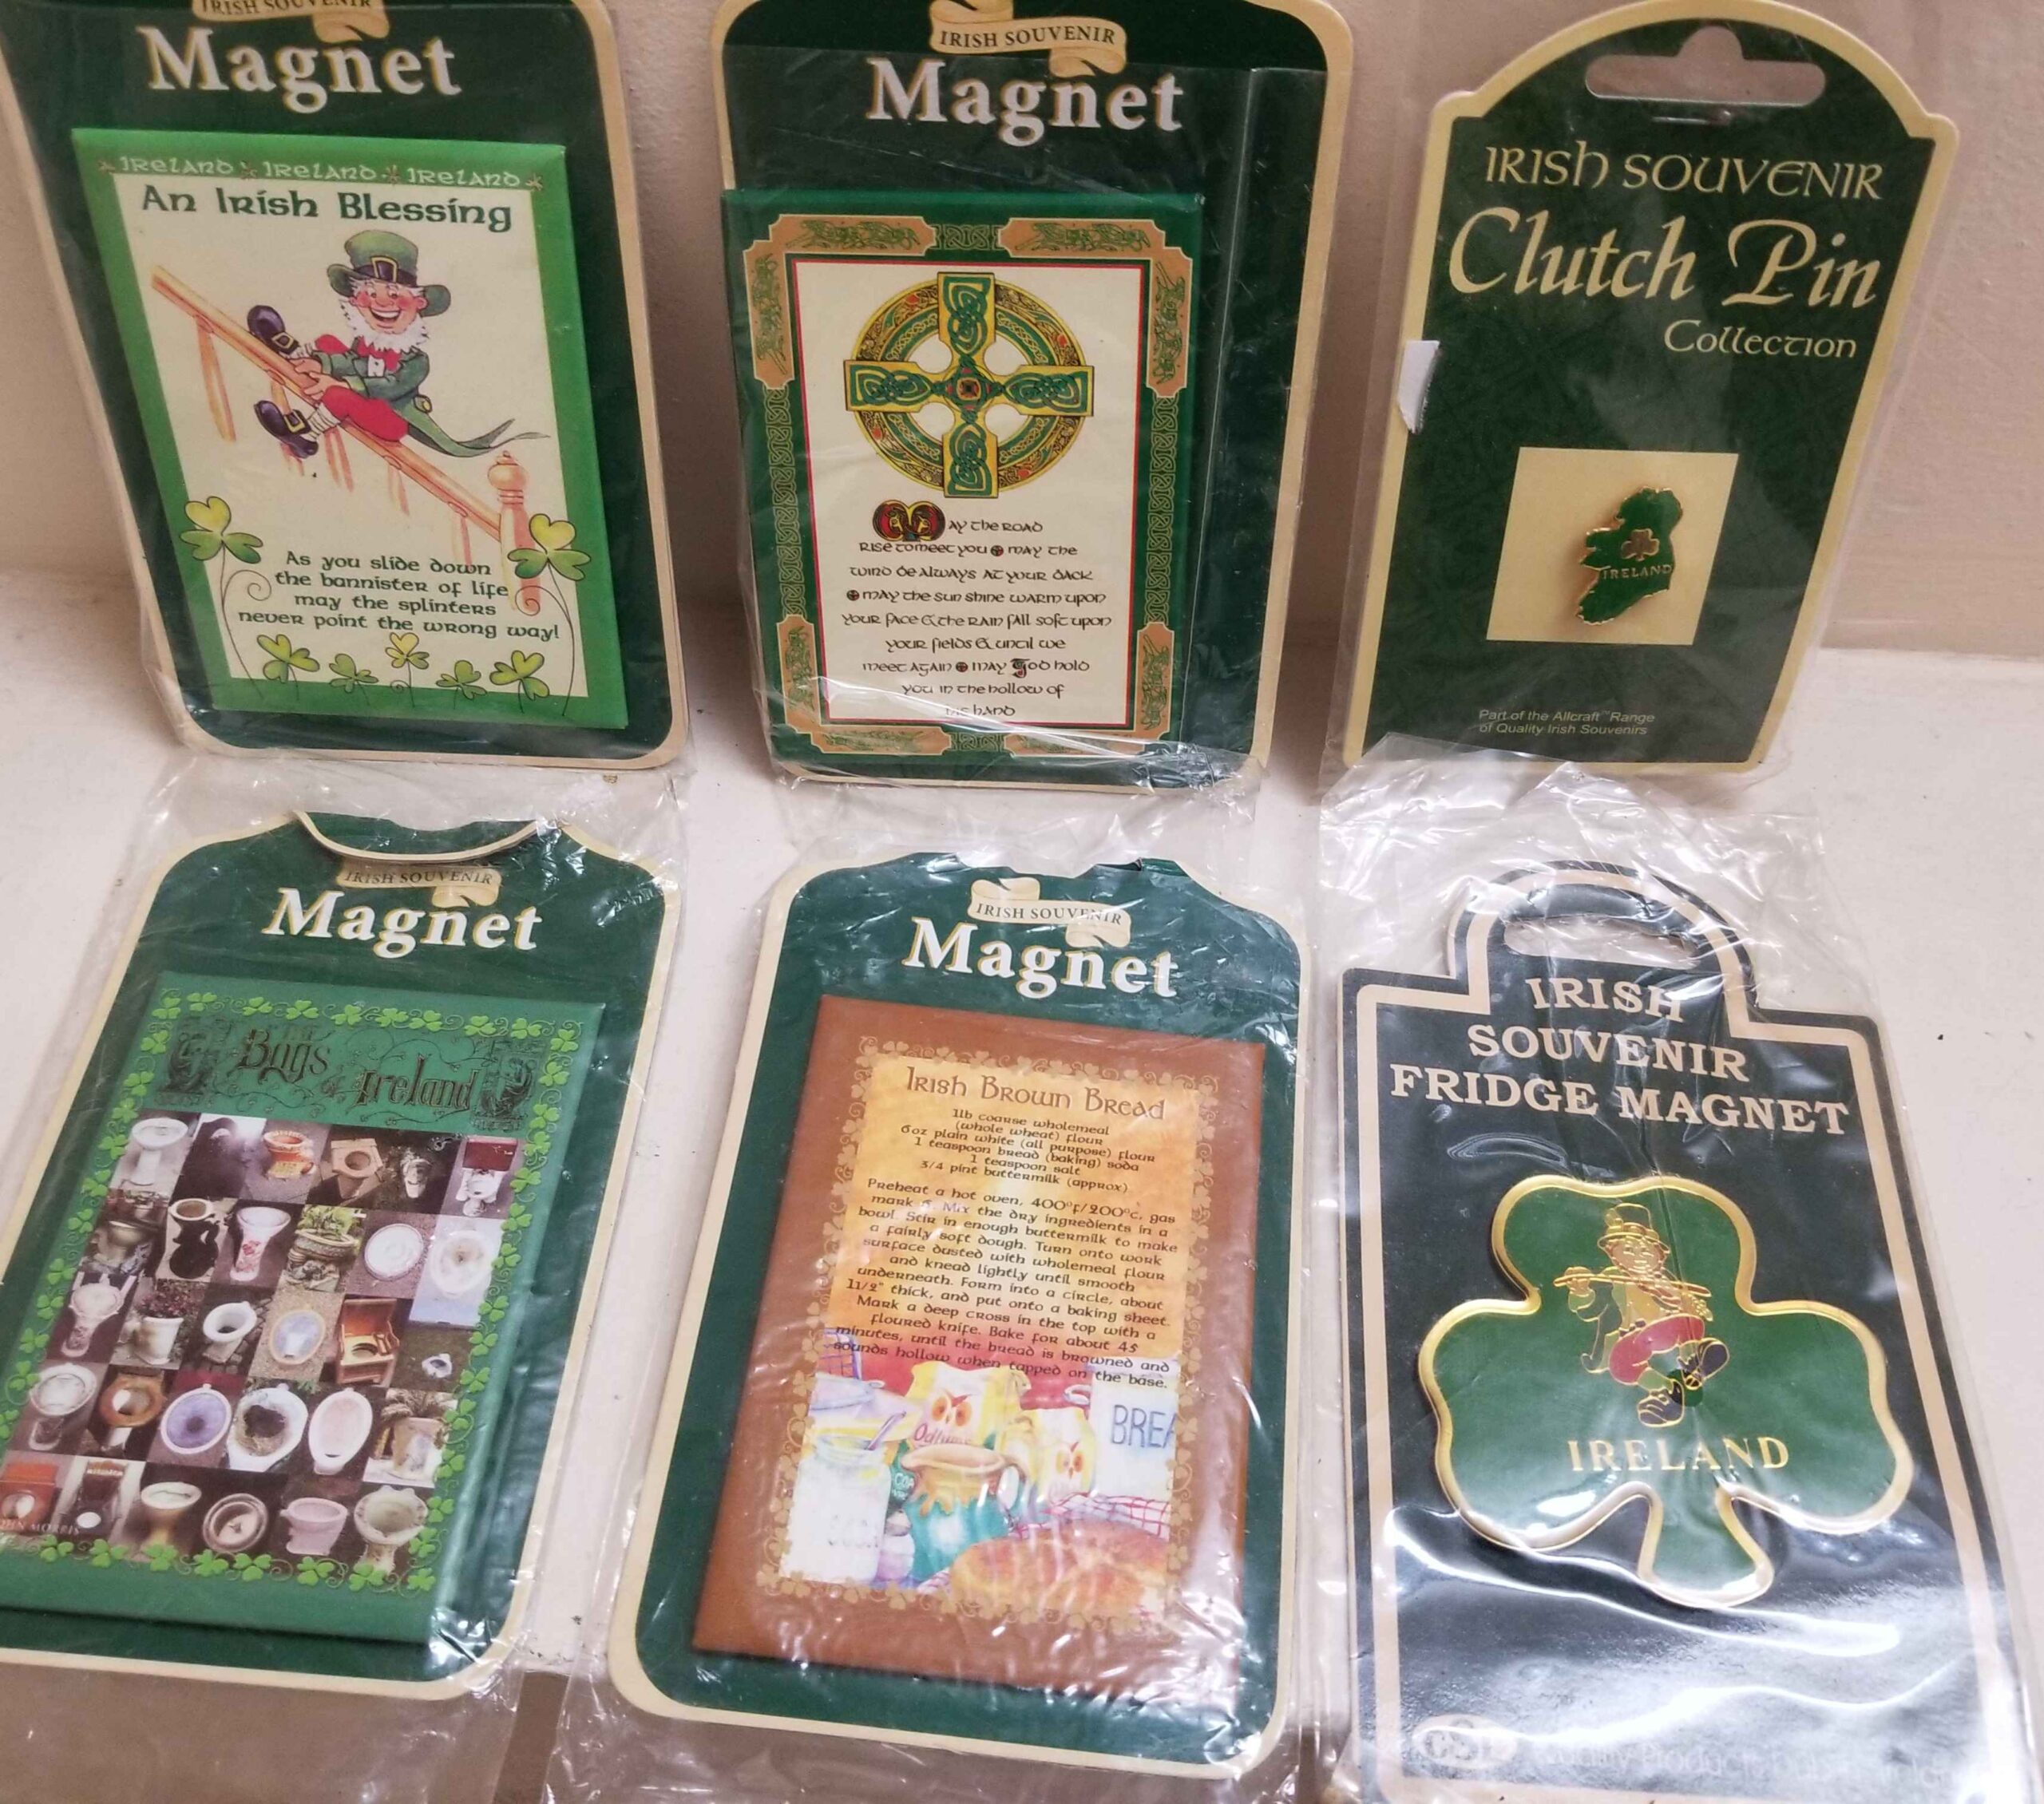 IRISH SOUVENIR
Magnet
IRELAND IRELAND IRELAND
An Irish Blessing
As you slide down
the bannister of life
may the splinters
never point the wrong way!
IRISH SOUVENIR
Magnet
MAY the ROAD
RISE to meet you MAY the
WIND BE ALWAYS AT YOUR BACK
MAY the SUN SHINE WARM UPON
YOUR FACE & the RAIN FALL SOFT UPON
YOUR FIELDS & UNTIL WE
MEET AGAIN MAY God hold
you in the hollow of
his hand
IRISH SOUVENIR
Clutch Pin
Collection
IRELAND
Part of the Allcraft™ Range
of Quality Irish Souvenirs
IRISH SOUVENIR
Magnet
Bogs
of Ireland
MORRIS
IRISH SOUVENIR
Magnet
Irish Brown Bread
1lb coarse wholemeal
(whole wheat) flour
6oz plain white (all purpose) flour
1 teaspoon bread (baking) soda
1 teaspoon salt
3/4 pint buttermilk (approx)
Preheat a hot oven, 400°F/200°C, gas
mark 6. Mix the dry ingredients in a
bowl. Stir in enough buttermilk to make
a fairly soft dough. Turn onto work
surface dusted with wholemeal flour
and knead lightly until smooth
underneath. Form into a circle, about
11/2" thick, and put onto a baking sheet.
Mark a deep cross in the top with a
floured knife. Bake for about 45
minutes, until the bread is browned and
sounds hollow when tapped on the base.
Odlums
BREA
IRISH
SOUVENIR
FRIDGE MAGNET
IRELAND
Quality Product